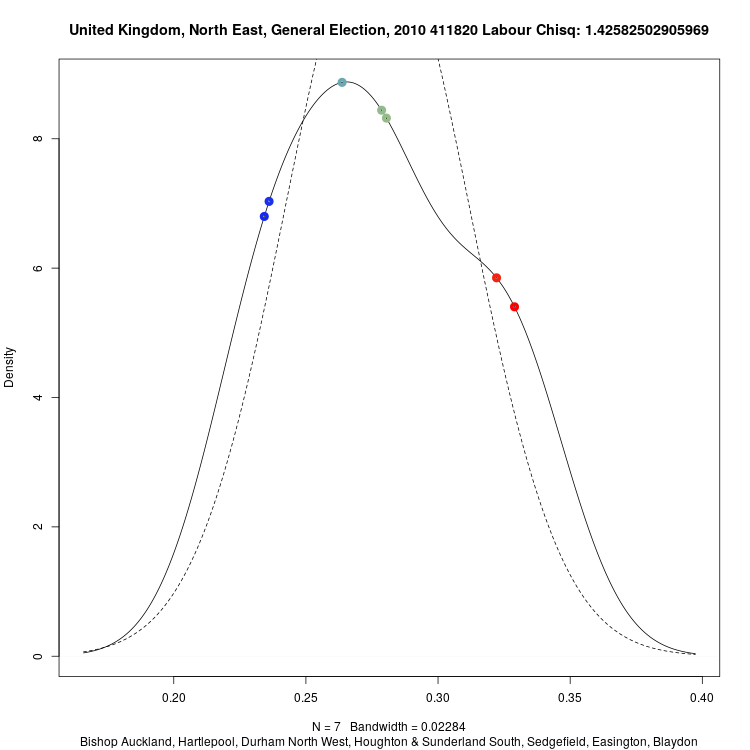 United Kingdom, North East, General Election, 2010 411820 Labour Chisq: 1.42582502905969
Density
8
6
4
2
0
0.20 0.25 0.30 0.35 0.40
N = 7 Bandwidth = 0.02284
Bishop Auckland, Hartlepool, Durham North West, Houghton & Sunderland South, Sedgefield, Easington, Blaydon